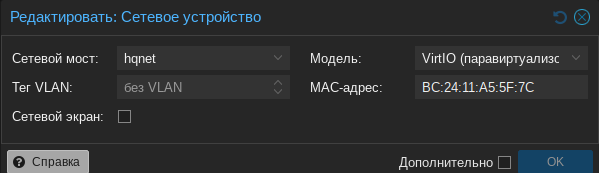 Редактировать: Сетевое устройство
Сетевой мост: hqnet Модель: VirtIO (паравиртуализо
Тег VLAN: без VLAN MAC-адрес: BC:24:11:A5:5F:7C
Сетевой экран:
Справка Дополнительно OK